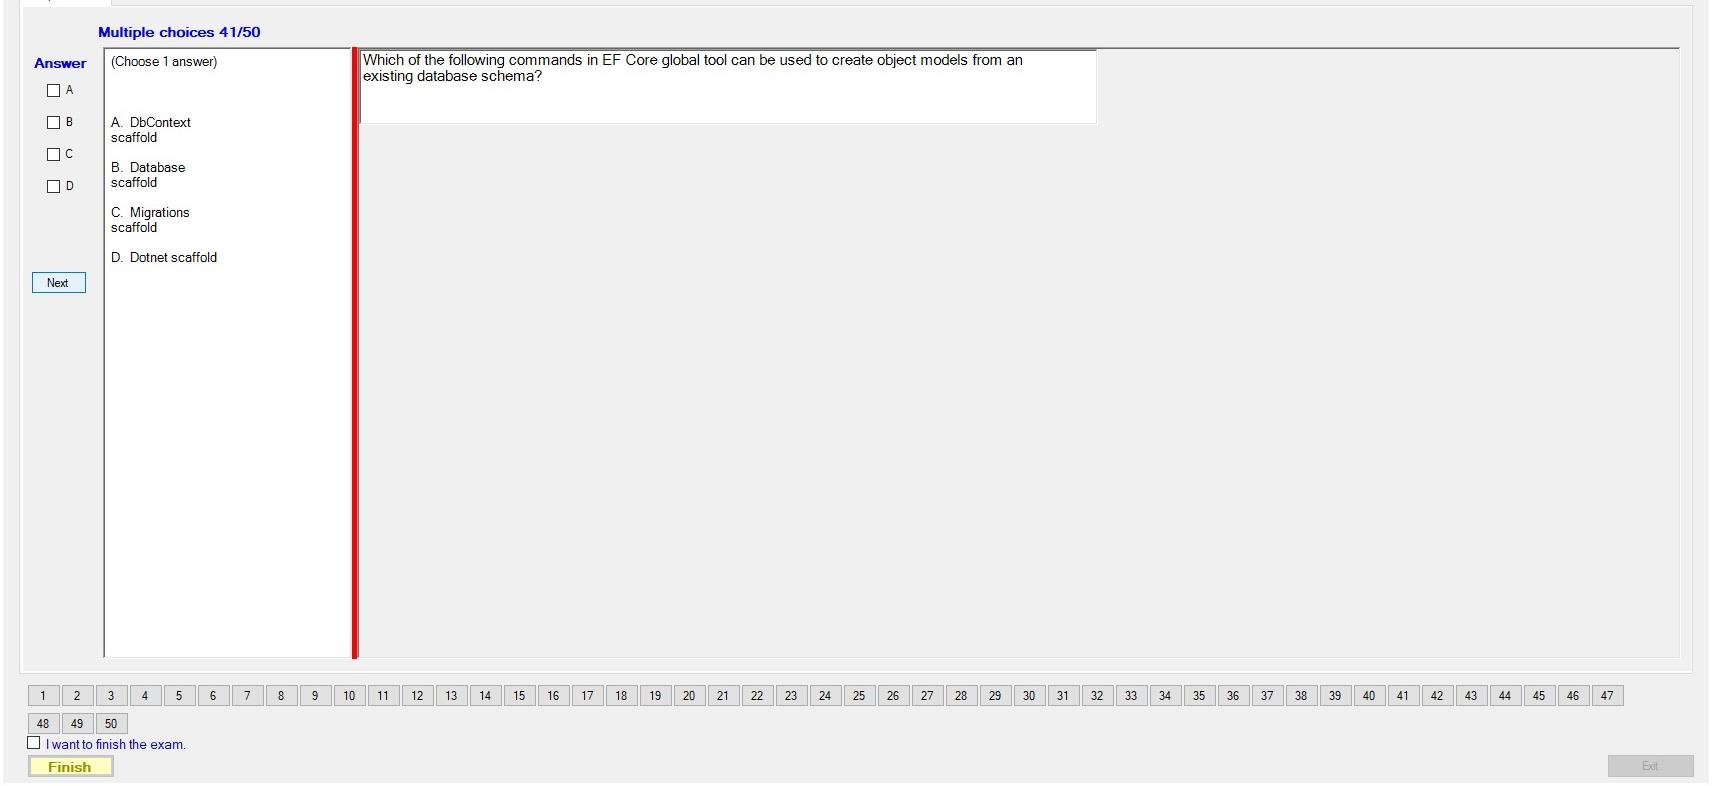 Multiple choices 41/50
Answer
A
B
C
D
Next
(Choose 1 answer)
A. DbContext
scaffold
B. Database
scaffold
C. Migrations
scaffold
D. Dotnet scaffold
Which of the following commands in EF Core global tool can be used to create object models from an
existing database schema?
1 2 3 4 5 6 7 8 9 10 11 12 13 14 15 16 17 18 19 20 21 22 23 24 25 26 27 28 29 30 31 32 33 34 35 36 37 38 39 40 41 42 43 44 45 46 47
48 49 50
I want to finish the exam.
Finish
Exit